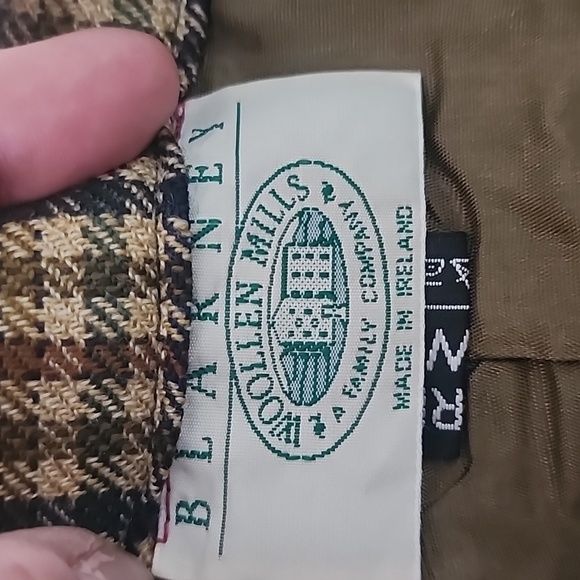 BLARNEY
WOOLLEN MILLS
A FAMILY COMPANY
MADE IN IRELAND